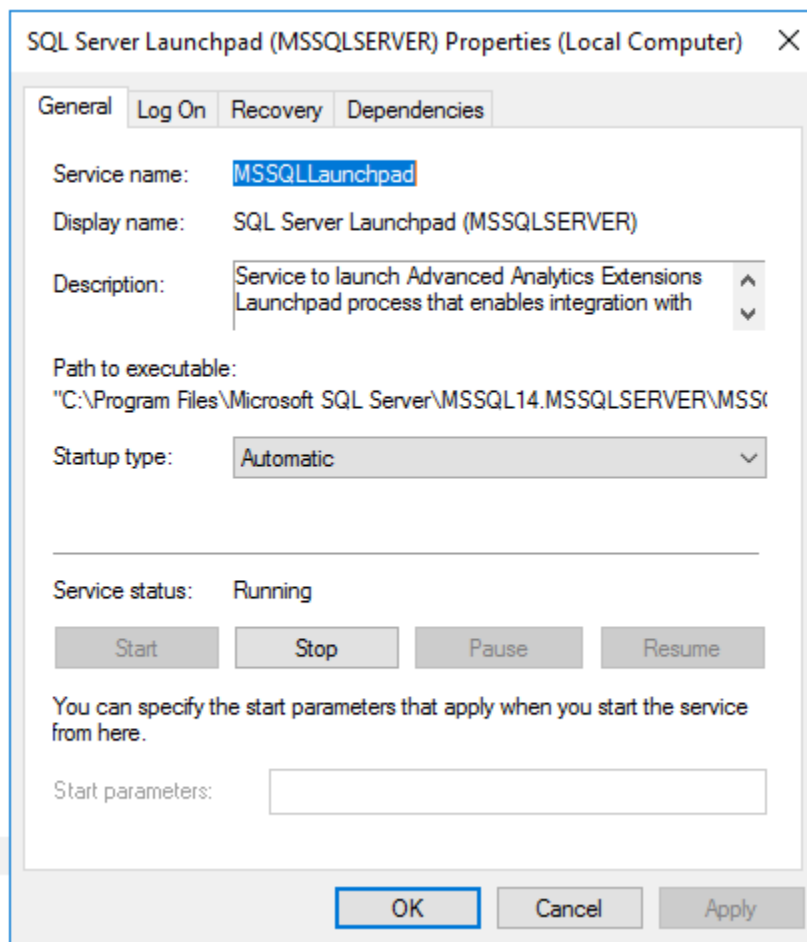 SQL Server Launchpad (MSSQLSERVER) Properties (Local Computer)
General Log On Recovery Dependencies
Service name: MSSQLLaunchpad
Display name: SQL Server Launchpad (MSSQLSERVER)
Description: Service to launch Advanced Analytics Extensions
Launchpad process that enables integration with
Path to executable:
"C:\Program Files\Microsoft SQL Server\MSSQL14.MSSQLSERVER\MSSQ
Startup type: Automatic
Service status: Running
Start Stop Pause Resume
You can specify the start parameters that apply when you start the service
from here.
Start parameters:
OK Cancel Apply